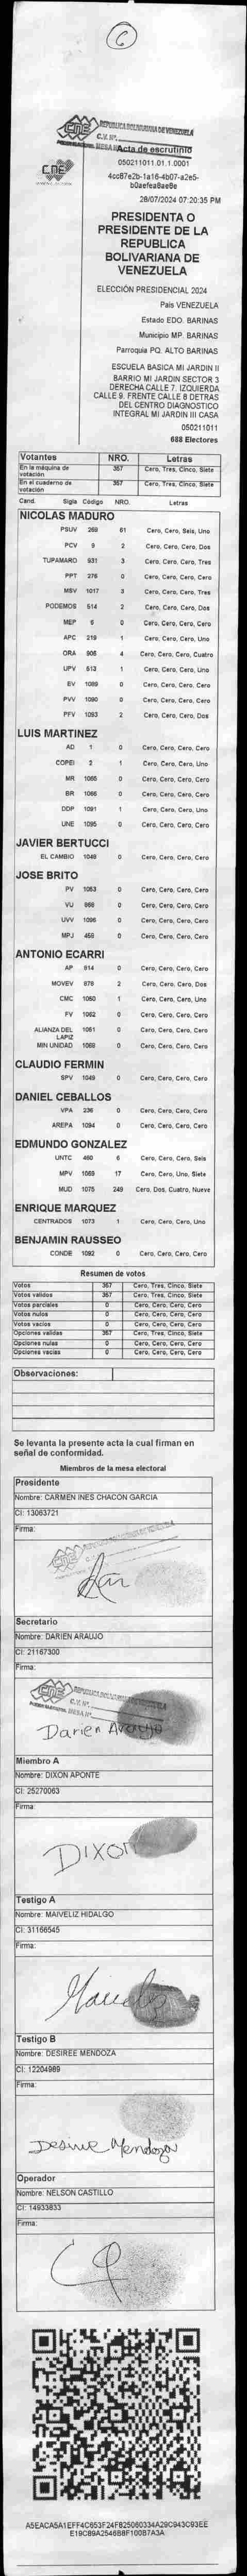 C
CNE REPUBLICA BOLIVARIANA DE VENEZUELA
C.V. Nº
MESA Nº
Acta de escrutinio
CNE
050211011.01.1.0001
4cc87e2b-1a16-4b07-a2e5-
b0aefea8ae8e
28/07/2024 07:20:35 PM
PRESIDENTA O
PRESIDENTE DE LA
REPUBLICA
BOLIVARIANA DE
VENEZUELA
ELECCIÓN PRESIDENCIAL 2024
País VENEZUELA
Estado EDO. BARINAS
Municipio MP. BARINAS
Parroquia PQ. ALTO BARINAS
ESCUELA BASICA MI JARDIN II
BARRIO MI JARDIN SECTOR 3
DERECHA CALLE 7. IZQUIERDA
CALLE 9. FRENTE CALLE 8 DETRAS
DEL CENTRO DIAGNOSTICO
INTEGRAL MI JARDIN II CASA
050211011
688 Electores
Votantes NRO. Letras
En la máquina de votación 367 Cero, Tres, Cinco, Siete
En el cuaderno de votación 357 Cero, Tres, Cinco, Siete
Cand. Sigla Código NRO. Letras
NICOLAS MADURO
PSUV 269 61 Cero, Cero, Seis, Uno
PCV 9 2 Cero, Cero, Cero, Dos
TUPAMARO 931 3 Cero, Cero, Cero, Tres
PPT 276 0 Cero, Cero, Cero, Cero
MSV 1017 3 Cero, Cero, Cero, Tres
PODEMOS 514 2 Cero, Cero, Cero, Dos
MEP 6 0 Cero, Cero, Cero, Cero
APC 219 1 Cero, Cero, Cero, Uno
ORA 906 4 Cero, Cero, Cero, Cuatro
UPV 613 1 Cero, Cero, Cero, Uno
EV 1089 0 Cero, Cero, Cero, Cero
PVV 1090 0 Cero, Cero, Cero, Cero
PFV 1093 2 Cero, Cero, Cero, Dos
LUIS MARTINEZ
AD 1 0 Cero, Cero, Cero, Cero
COPEI 2 1 Cero, Cero, Cero, Uno
MR 1065 0 Cero, Cero, Cero, Cero
BR 1066 0 Cero, Cero, Cero, Cero
DDP 1091 1 Cero, Cero, Cero, Uno
UNE 1095 0 Cero, Cero, Cero, Cero
JAVIER BERTUCCI
EL CAMBIO 1048 0 Cero, Cero, Cero, Cero
JOSE BRITO
PV 1053 0 Cero, Cero, Cero, Cero
VU 868 0 Cero, Cero, Cero, Cero
UVV 1096 0 Cero, Cero, Cero, Cero
MPJ 456 0 Cero, Cero, Cero, Cero
ANTONIO ECARRI
AP 814 0 Cero, Cero, Cero, Cero
MOVEV 878 2 Cero, Cero, Cero, Dos
CMC 1060 1 Cero, Cero, Cero, Uno
FV 1062 0 Cero, Cero, Cero, Cero
ALIANZA DEL LAPIZ 1061 0 Cero, Cero, Cero, Cero
MIN UNIDAD 1068 0 Cero, Cero, Cero, Cero
CLAUDIO FERMIN
SPV 1049 0 Cero, Cero, Cero, Cero
DANIEL CEBALLOS
VPA 236 0 Cero, Cero, Cero, Cero
AREPA 1094 0 Cero, Cero, Cero, Cero
EDMUNDO GONZALEZ
UNTC 460 6 Cero, Cero, Cero, Seis
MPV 1069 17 Cero, Cero, Uno, Siete
MUD 1075 249 Cero, Dos, Cuatro, Nueve
ENRIQUE MARQUEZ
CENTRADOS 1073 1 Cero, Cero, Cero, Uno
BENJAMIN RAUSSEO
CONDE 1092 0 Cero, Cero, Cero, Cero
Resumen de votos
Votos 357 Cero, Tres, Cinco, Siete
Votos válidos 357 Cero, Tres, Cinco, Siete
Votos parciales 0 Cero, Cero, Cero, Cero
Votos nulos 0 Cero, Cero, Cero, Cero
Votos vacíos 0 Cero, Cero, Cero, Cero
Opciones válidas 357 Cero, Tres, Cinco, Siete
Opciones nulas 0 Cero, Cero, Cero, Cero
Opciones vacías 0 Cero, Cero, Cero, Cero
Observaciones:
Se levanta la presente acta la cual firman en
señal de conformidad.
Miembros de la mesa electoral
Presidente
Nombre: CARMEN INES CHACON GARCIA
CI: 13063721
Firma:
Secretario
Nombre: DARIEN ARAUJO
CI: 21167300
Firma:
CNE REPUBLICA BOLIVARIANA DE VENEZUELA
C.V. Nº
MESA Nº
Darien Araujo
Miembro A
Nombre: DIXON APONTE
CI: 25270063
Firma:
DIXON
Testigo A
Nombre: MAIVELIZ HIDALGO
CI: 31166545
Firma:
Testigo B
Nombre: DESIREE MENDOZA
CI: 12204989
Firma:
Desiree Mendoza
Operador
Nombre: NELSON CASTILLO
CI: 14933833
Firma:
A5EACA5A1EFF4C653F24F825060334A29C943C93EE
E19C89A2546B8F100B7A3A